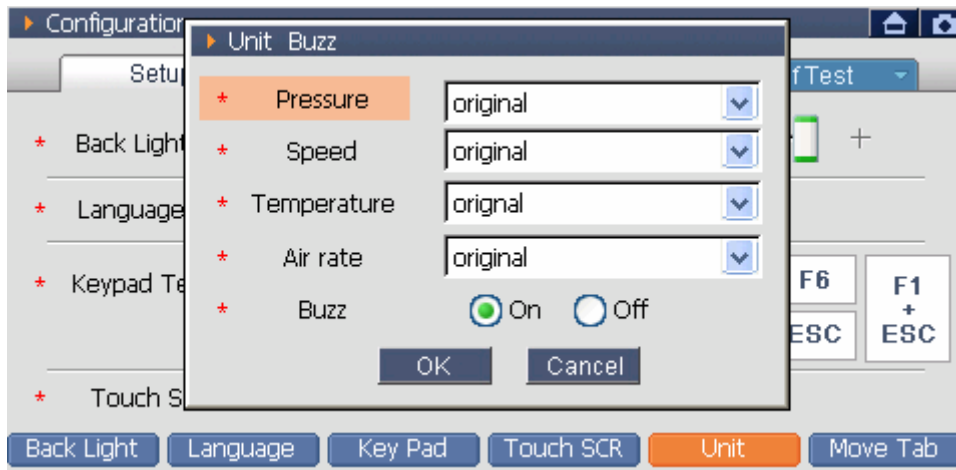 Configuration
Unit Buzz
Setup
f Test
* Pressure original
* Back Light +
* Speed original
* Temperature orignal
* Language
* Air rate original
* Keypad Te
F6
F1
+
ESC
ESC
* Buzz On Off
OK Cancel
* Touch S
Back Light Language Key Pad Touch SCR Unit Move Tab